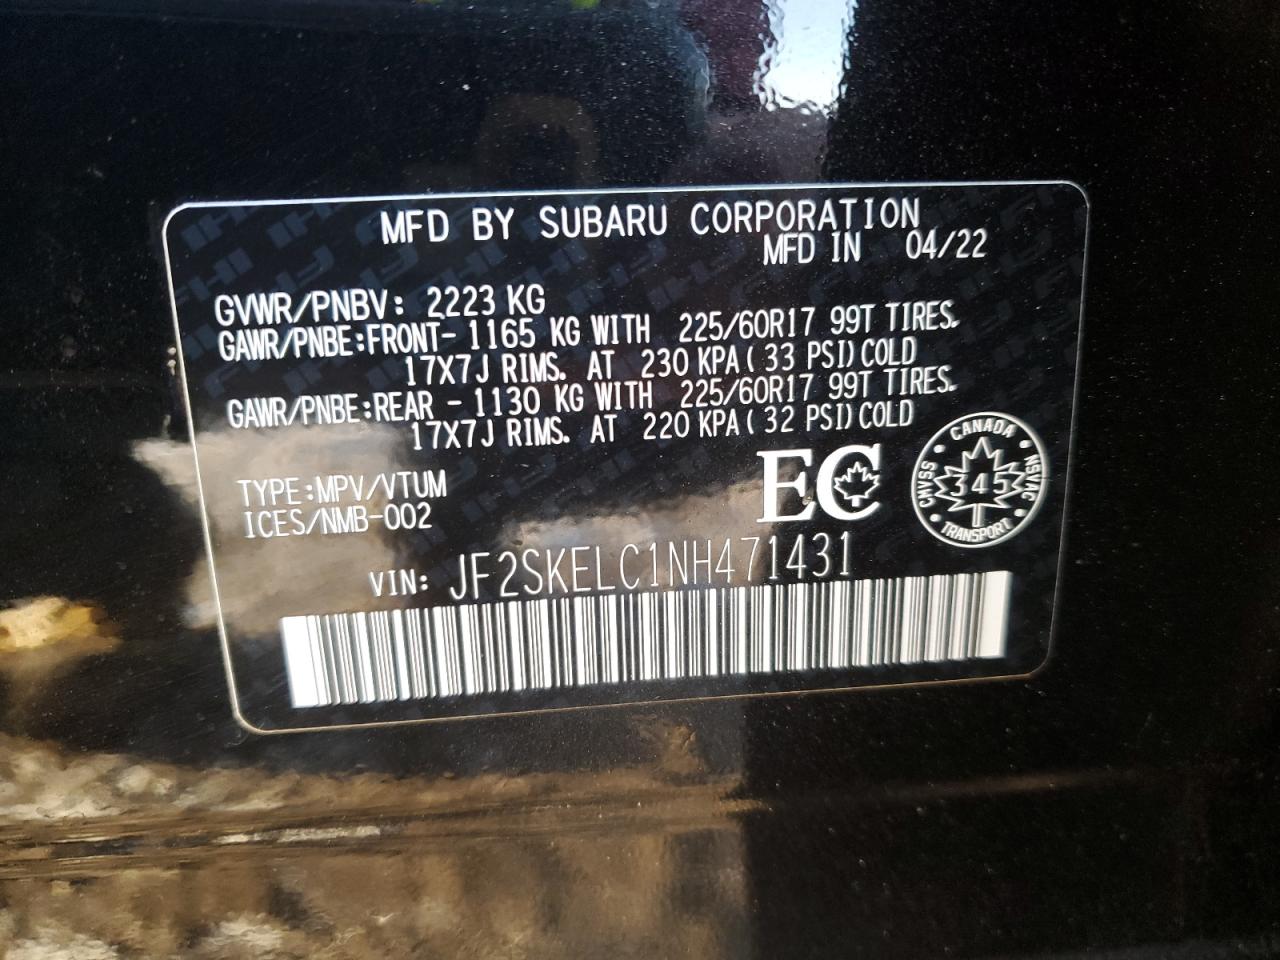 MFD BY SUBARU CORPORATION
MFD IN 04/22
GVWR/PNBV: 2223 KG
GAWR/PNBE:FRONT- 1165 KG WITH 225/60R17 99T TIRES.
17X7J RIMS. AT 230 KPA(33 PSI)COLD
GAWR/PNBE:REAR - 1130 KG WITH 225/60R17 99T TIRES.
17X7J RIMS. AT 220 KPA(32 PSI)COLD
TYPE:MPV/VTUM
ICES/NMB-002
EC
CANADA
CMVSS 345 NSVAC
TRANSPORT
VIN: JF2SKELC1NH471431